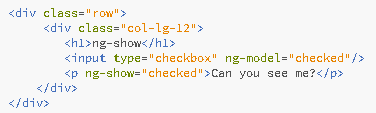 <div class="row">
<div class="col-lg-12">
<h1>ng-show</h1>
<input type="checkbox" ng-model="checked"/>
<p ng-show="checked">Can you see me?</p>
</div>
</div>